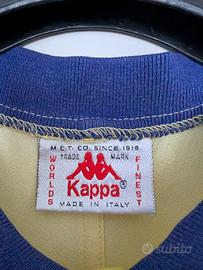 M.C.T. CO. SINCE 1916
TRADE MARK
WORLDS
FINEST
Kappa®
MADE IN ITALY
subito